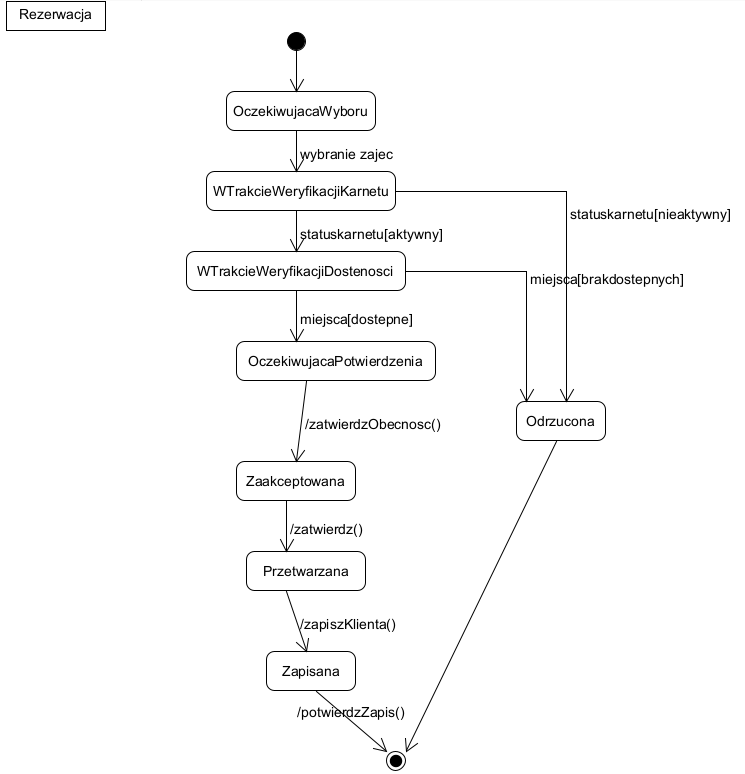 Rezerwacja
OczekiwujacaWyboru
wybranie zajec
WTrakcieWeryfikacjiKarnetu
statuskarnetu[nieaktywny]
statuskarnetu[aktywny]
WTrakcieWeryfikacjiDostenosci
miejsca[brakdostepnych]
miejsca[dostepne]
OczekiwujacaPotwierdzenia
Odrzucona
/zatwierdzObecnosc()
Zaakceptowana
/zatwierdz()
Przetwarzana
/zapiszKlienta()
Zapisana
/potwierdzZapis()